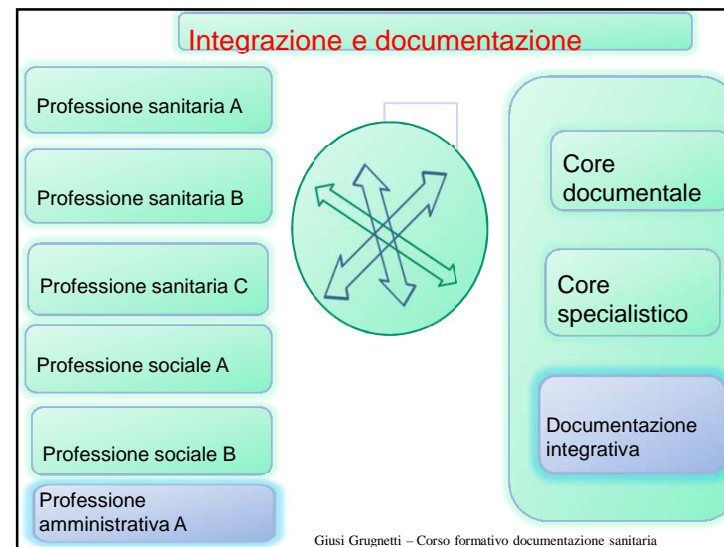 Integrazione e documentazione
Professione sanitaria A
Professione sanitaria B
Professione sanitaria C
Professione sociale A
Professione sociale B
Professione
amministrativa A
Core
documentale
Core
specialistico
Documentazione
integrativa
Giusi Grugnetti – Corso formativo documentazione sanitaria